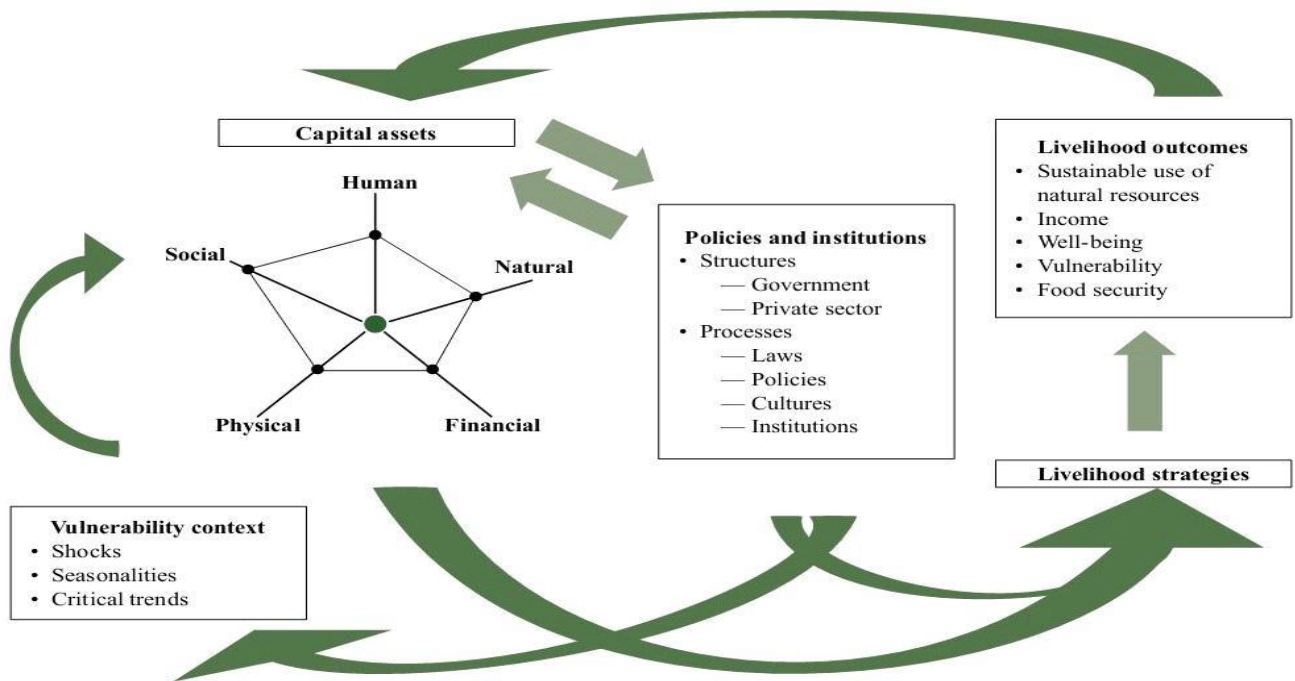 Capital assets
Human
Social
Natural
Physical
Financial
Policies and institutions
• Structures
— Government
— Private sector
• Processes
— Laws
— Policies
— Cultures
— Institutions
Livelihood outcomes
• Sustainable use of
natural resources
• Income
• Well-being
• Vulnerability
• Food security
Livelihood strategies
Vulnerability context
• Shocks
• Seasonalities
• Critical trends